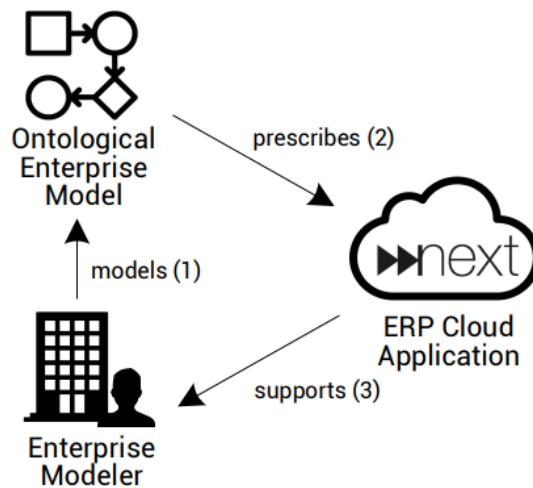 Ontological
Enterprise
Model
prescribes (2)
next
models (1)
ERP Cloud
Application
supports (3)
Enterprise
Modeler